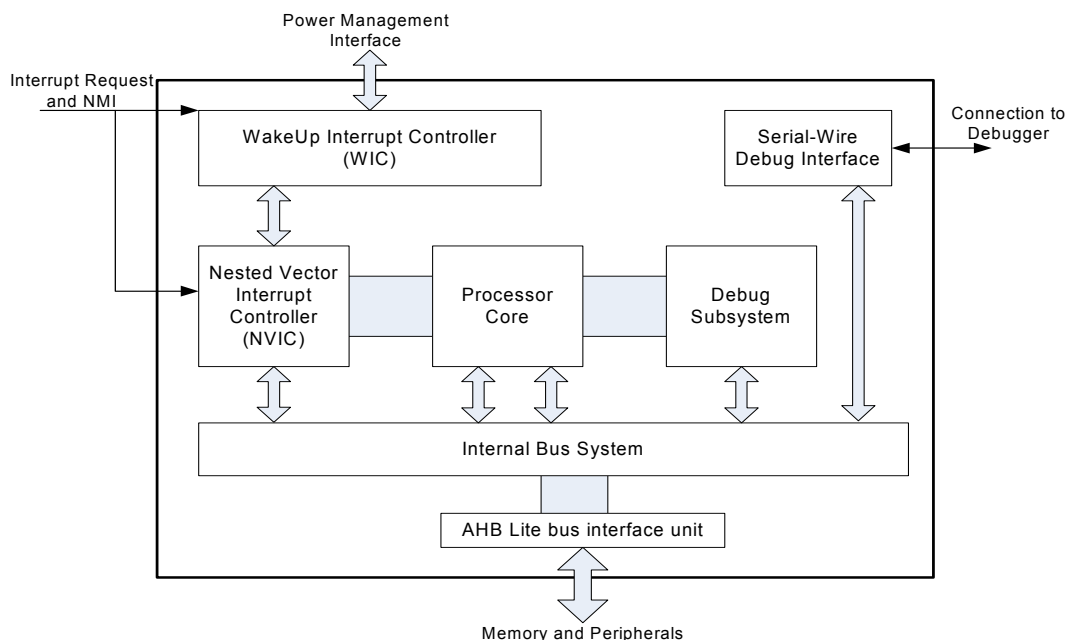 Power Management
Interface
Interrupt Request
and NMI
WakeUp Interrupt Controller
(WIC)
Serial-Wire
Debug Interface
Connection to
Debugger
Nested Vector
Interrupt
Controller
(NVIC)
Processor
Core
Debug
Subsystem
Internal Bus System
AHB Lite bus interface unit
Memory and Peripherals